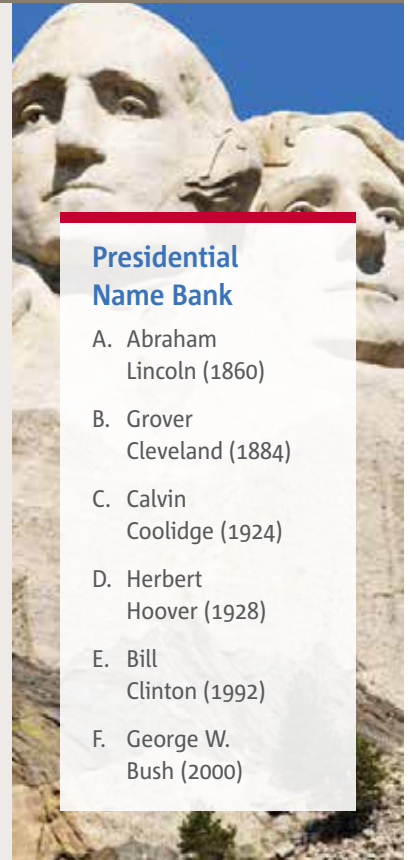 Presidential
Name Bank
A. Abraham
Lincoln (1860)
B. Grover
Cleveland (1884)
C. Calvin
Coolidge (1924)
D. Herbert
Hoover (1928)
E. Bill
Clinton (1992)
F. George W.
Bush (2000)